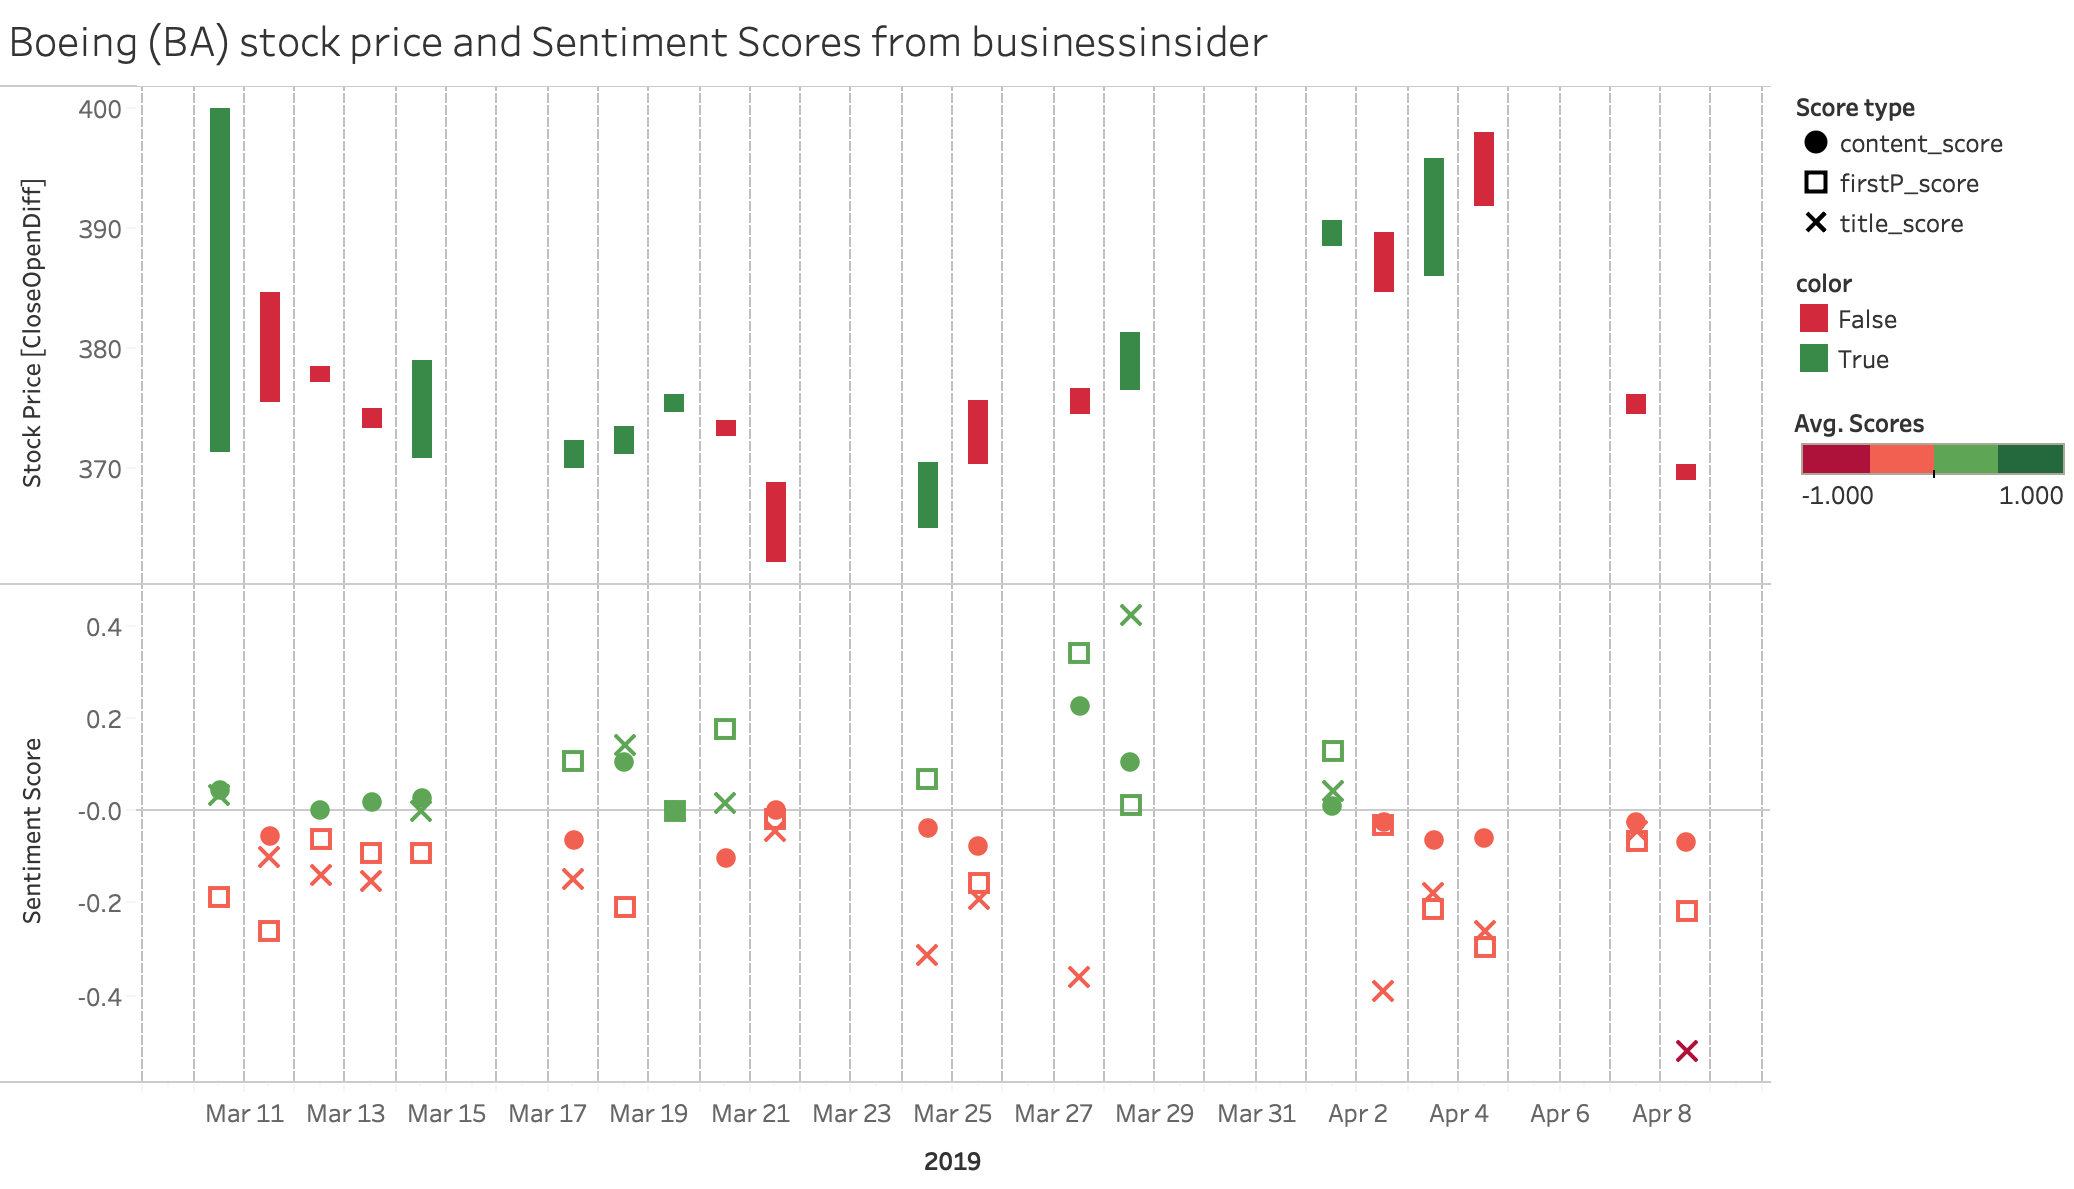 Boeing (BA) stock price and Sentiment Scores from businessinsider
Stock Price [CloseOpenDiff]
400
390
380
370
Sentiment Score
0.4
0.2
-0.0
-0.2
-0.4
Mar 11 Mar 13 Mar 15 Mar 17 Mar 19 Mar 21 Mar 23 Mar 25 Mar 27 Mar 29 Mar 31 Apr 2 Apr 4 Apr 6 Apr 8
2019
Score type
content_score
firstP_score
title_score
color
False
True
Avg. Scores
-1.000 1.000